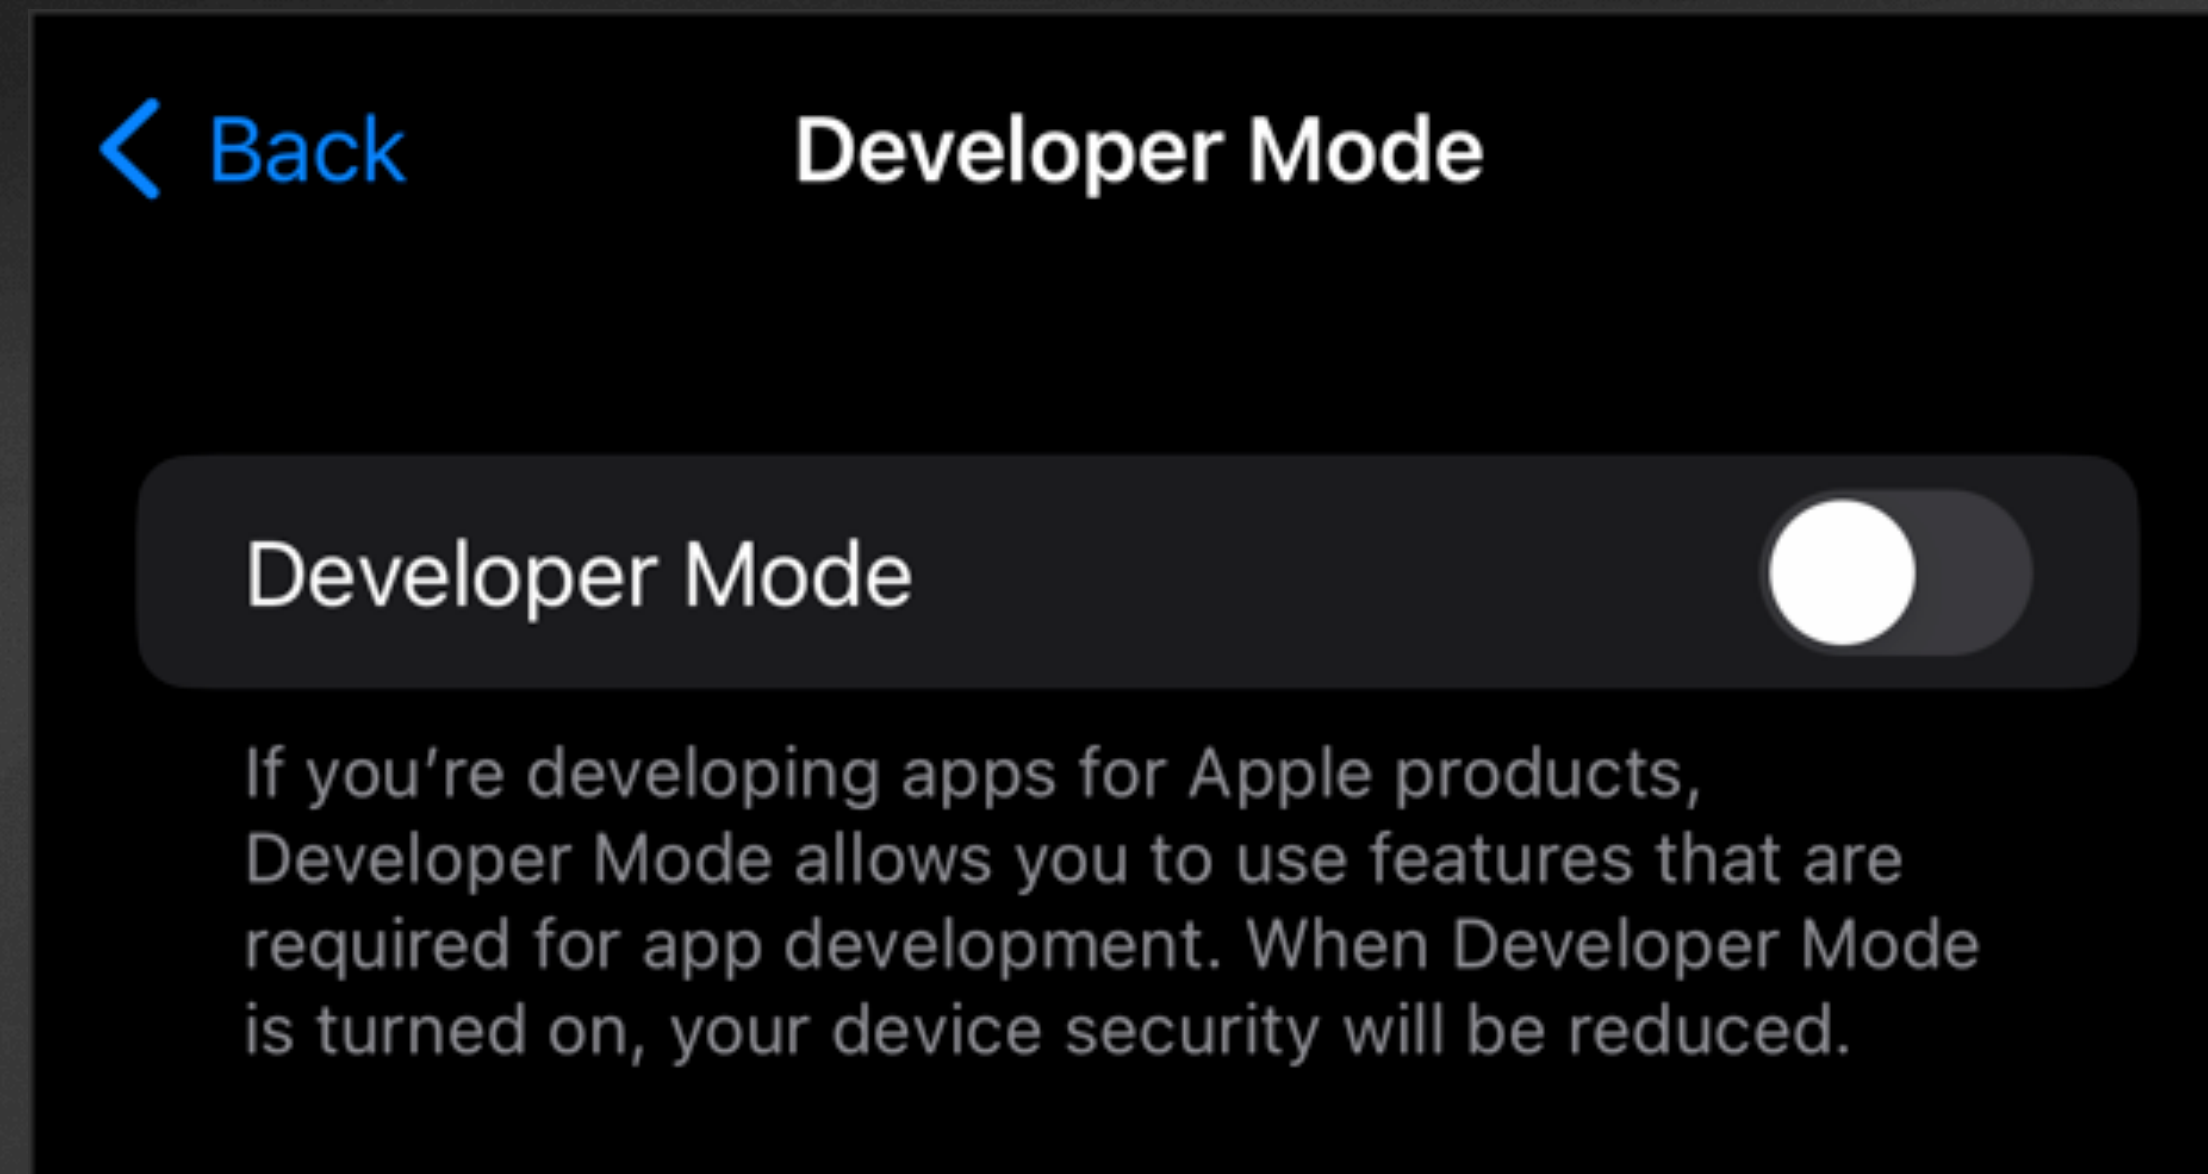 Back
Developer Mode
Developer Mode
If you’re developing apps for Apple products,
Developer Mode allows you to use features that are
required for app development. When Developer Mode
is turned on, your device security will be reduced.